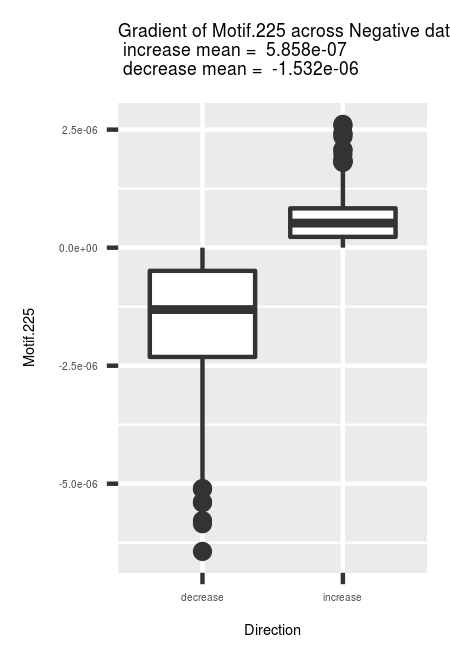 Gradient of Motif.225 across Negative dat
increase mean =  5.858e-07
decrease mean =  -1.532e-06
2.5e-06
0.0e+00
-2.5e-06
-5.0e-06
Motif.225
decrease
increase
Direction